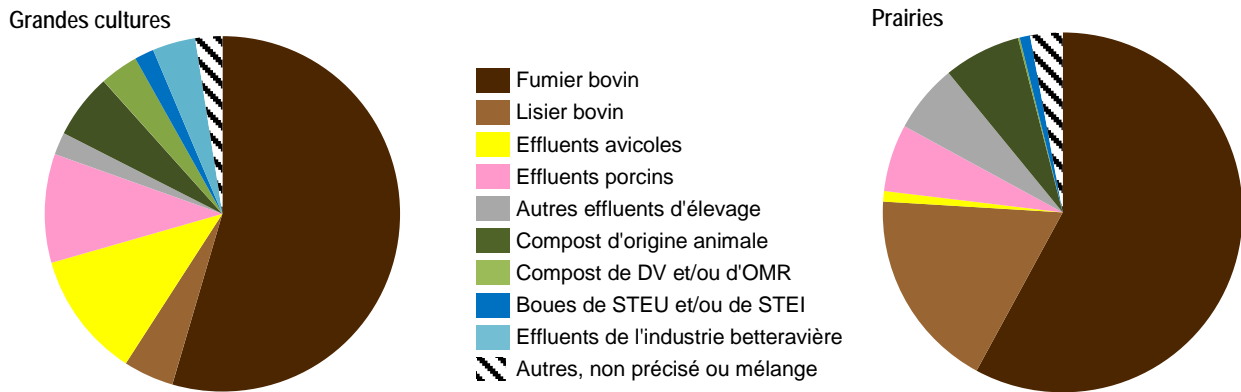 Grandes cultures
Prairies
Fumier bovin
Lisier bovin
Effluents avicoles
Effluents porcins
Autres effluents d'élevage
Compost d'origine animale
Compost de DV et/ou d'OMR
Boues de STEU et/ou de STEI
Effluents de l'industrie betteravière
Autres, non précisé ou mélange